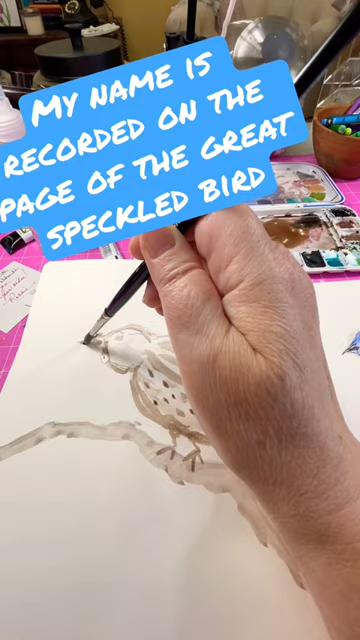 My name is
recorded on the
page of the great
speckled bird